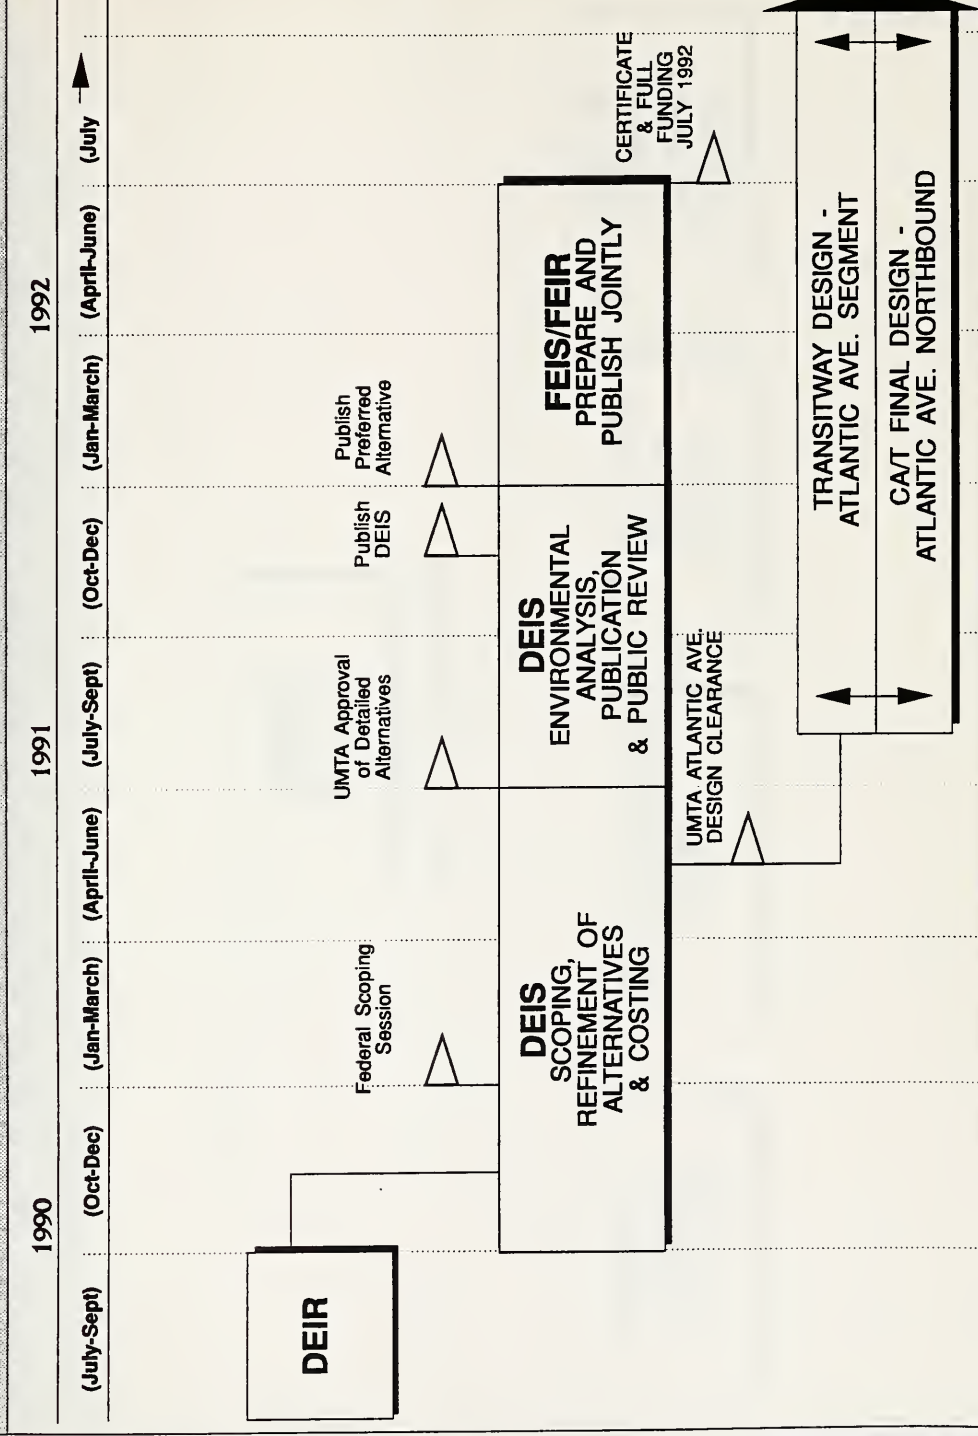 1990
1991
1992
(July-Sept)
(Oct-Dec)
(Jan-March)
(April-June)
(July-Sept)
(Oct-Dec)
(Jan-March)
(April-June)
(July
DEIR
Federal Scoping
Session
UMTA Approval
of Detailed
Alternatives
Publish
DEIS
Publish
Preferred
Alternative
DEIS
SCOPING,
REFINEMENT OF
ALTERNATIVES
& COSTING
DEIS
ENVIRONMENTAL
ANALYSIS,
PUBLICATION
& PUBLIC REVIEW
FEIS/FEIR
PREPARE AND
PUBLISH JOINTLY
CERTIFICATE
& FULL
FUNDING
JULY 1992
UMTA ATLANTIC AVE.
DESIGN CLEARANCE
TRANSITWAY DESIGN -
ATLANTIC AVE. SEGMENT
CA/T FINAL DESIGN -
ATLANTIC AVE. NORTHBOUND